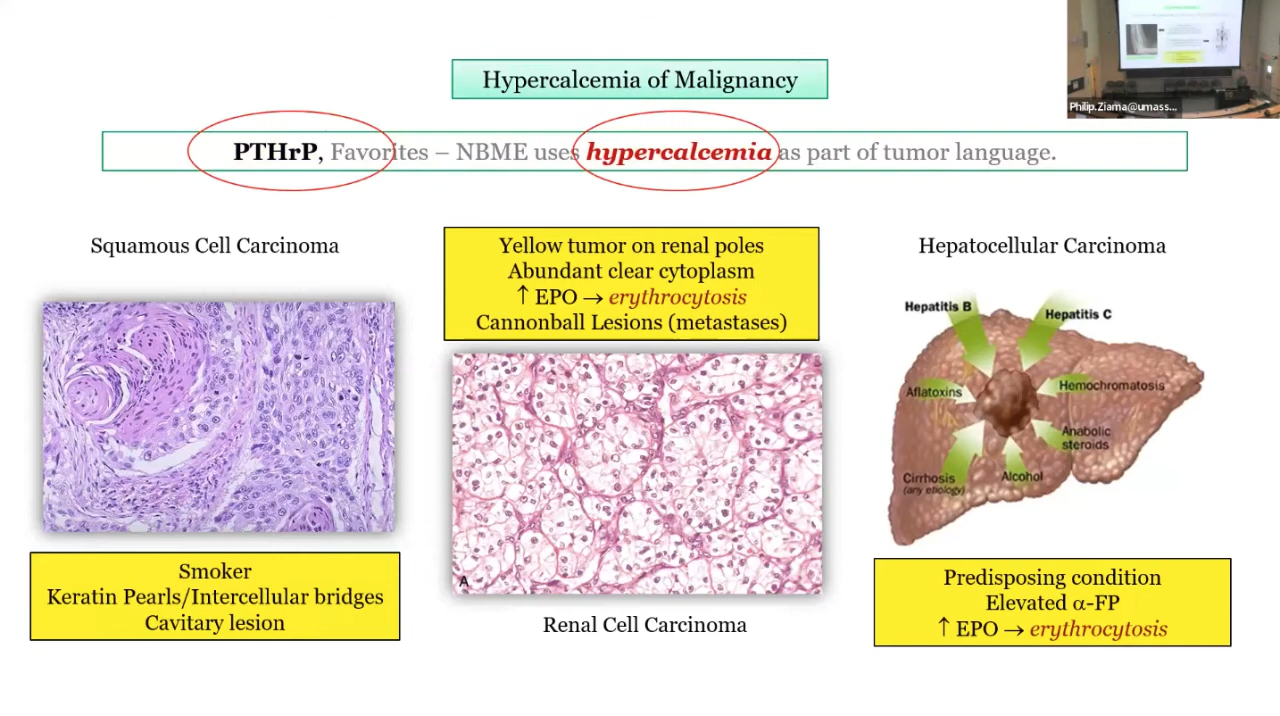 Hypercalcemia of Malignancy
Philip.Ziama@umass...
PTHrP, Favorites – NBME uses hypercalcemia as part of tumor language.
Squamous Cell Carcinoma
Smoker
Keratin Pearls/Intercellular bridges
Cavitary lesion
Yellow tumor on renal poles
Abundant clear cytoplasm
↑ EPO → erythrocytosis
Cannonball Lesions (metastases)
A
Renal Cell Carcinoma
Hepatocellular Carcinoma
Hepatitis B
Hepatitis C
Aflatoxins
Hemochromatosis
Anabolic
steroids
Cirrhosis
(any etiology)
Alcohol
Predisposing condition
Elevated α-FP
↑ EPO → erythrocytosis